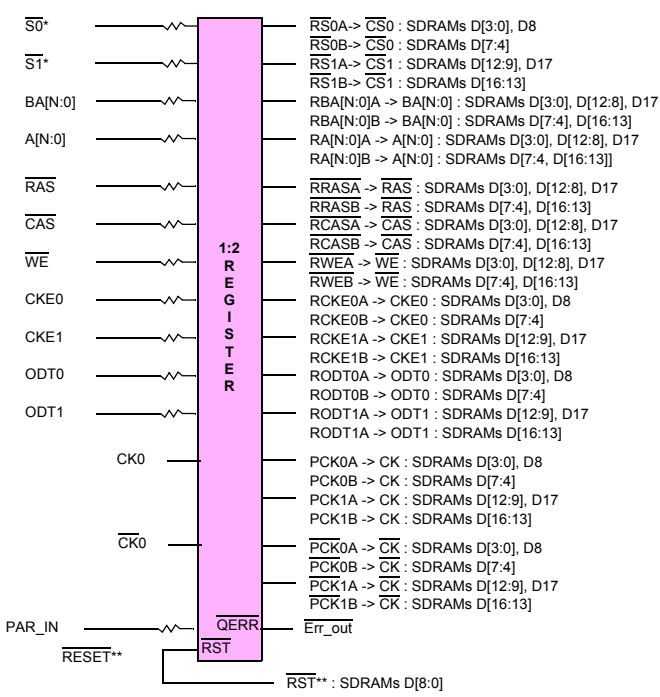 S0*
RS0A-> CS0 : SDRAMs D[3:0], D8
RS0B-> CS0 : SDRAMs D[7:4]
S1*
RS1A-> CS1 : SDRAMs D[12:9], D17
RS1B-> CS1 : SDRAMs D[16:13]
BA[N:0]
RBA[N:0]A -> BA[N:0] : SDRAMs D[3:0], D[12:8], D17
RBA[N:0]B -> BA[N:0] : SDRAMs D[7:4], D[16:13]
A[N:0]
RA[N:0]A -> A[N:0] : SDRAMs D[3:0], D[12:8], D17
RA[N:0]B -> A[N:0] : SDRAMs D[7:4, D[16:13]]
RAS
RRASA -> RAS : SDRAMs D[3:0], D[12:8], D17
RRASB -> RAS : SDRAMs D[7:4], D[16:13]
CAS
RCASA -> CAS : SDRAMs D[3:0], D[12:8], D17
RCASB -> CAS : SDRAMs D[7:4], D[16:13]
WE
RWEA -> WE : SDRAMs D[3:0], D[12:8], D17
RWEB -> WE : SDRAMs D[7:4], D[16:13]
CKE0
RCKE0A -> CKE0 : SDRAMs D[3:0], D8
RCKE0B -> CKE0 : SDRAMs D[7:4]
CKE1
RCKE1A -> CKE1 : SDRAMs D[12:9], D17
RCKE1B -> CKE1 : SDRAMs D[16:13]
ODT0
RODT0A -> ODT0 : SDRAMs D[3:0], D8
RODT0B -> ODT0 : SDRAMs D[7:4]
ODT1
RODT1A -> ODT1 : SDRAMs D[12:9], D17
RODT1A -> ODT1 : SDRAMs D[16:13]
1:2
R
E
G
I
S
T
E
R
CK0
PCK0A -> CK : SDRAMs D[3:0], D8
PCK0B -> CK : SDRAMs D[7:4]
PCK1A -> CK : SDRAMs D[12:9], D17
PCK1B -> CK : SDRAMs D[16:13]
CK0
PCK0A -> CK : SDRAMs D[3:0], D8
PCK0B -> CK : SDRAMs D[7:4]
PCK1A -> CK : SDRAMs D[12:9], D17
PCK1B -> CK : SDRAMs D[16:13]
PAR_IN
QERR
Err_out
RST
RESET**
RST** : SDRAMs D[8:0]